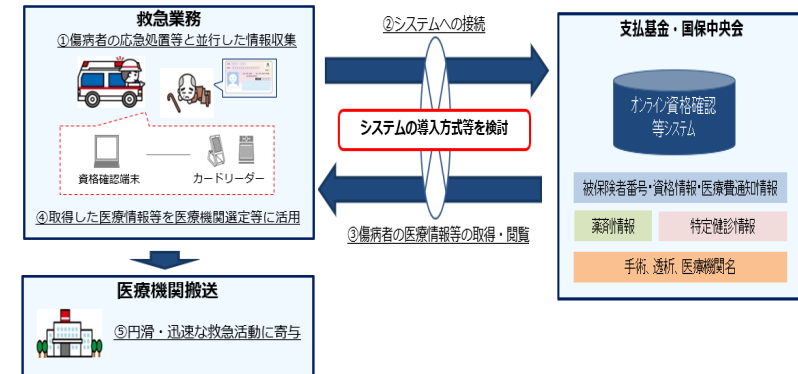 救急業務
①傷病者の応急処置等と並行した情報収集
資格確認端末
カードリーダー
④取得した医療情報等を医療機関選定等に活用
②システムへの接続
システムの導入方式等を検討
③傷病者の医療情報等の取得・閲覧
支払基金・国保中央会
オンライン資格確認
等システム
被保険者番号・資格情報・医療費通知情報
薬剤情報
特定健診情報
手術、透析、医療機関名
医療機関搬送
⑤円滑・迅速な救急活動に寄与